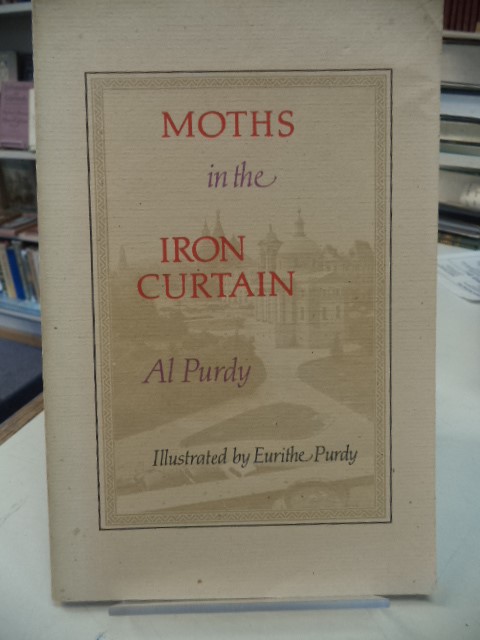 MOTHS
in the
IRON
CURTAIN
Al Purdy
Illustrated by Eurithe Purdy